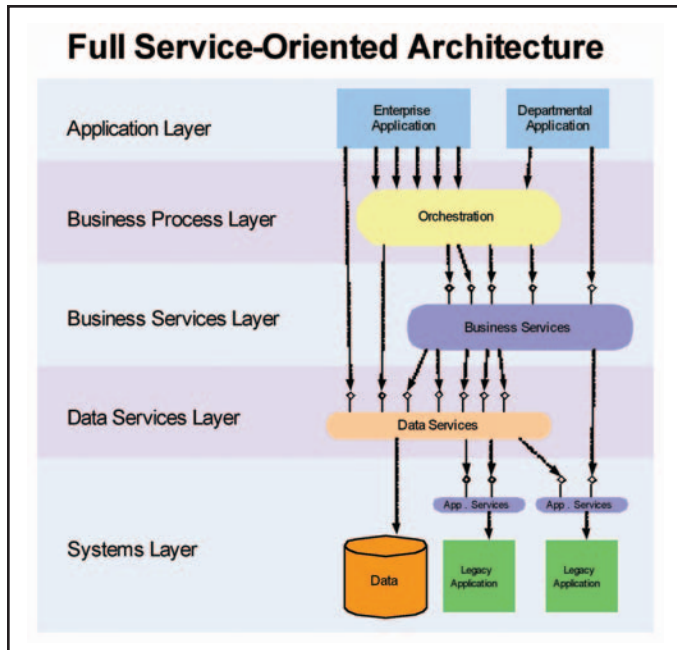 Full Service-Oriented Architecture
Application Layer
Enterprise
Application
Departmental
Application
Business Process Layer
Orchestration
Business Services Layer
Business Services
Data Services Layer
Data Services
App . Services
App . Services
Systems Layer
Data
Legacy
Application
Legacy
Application